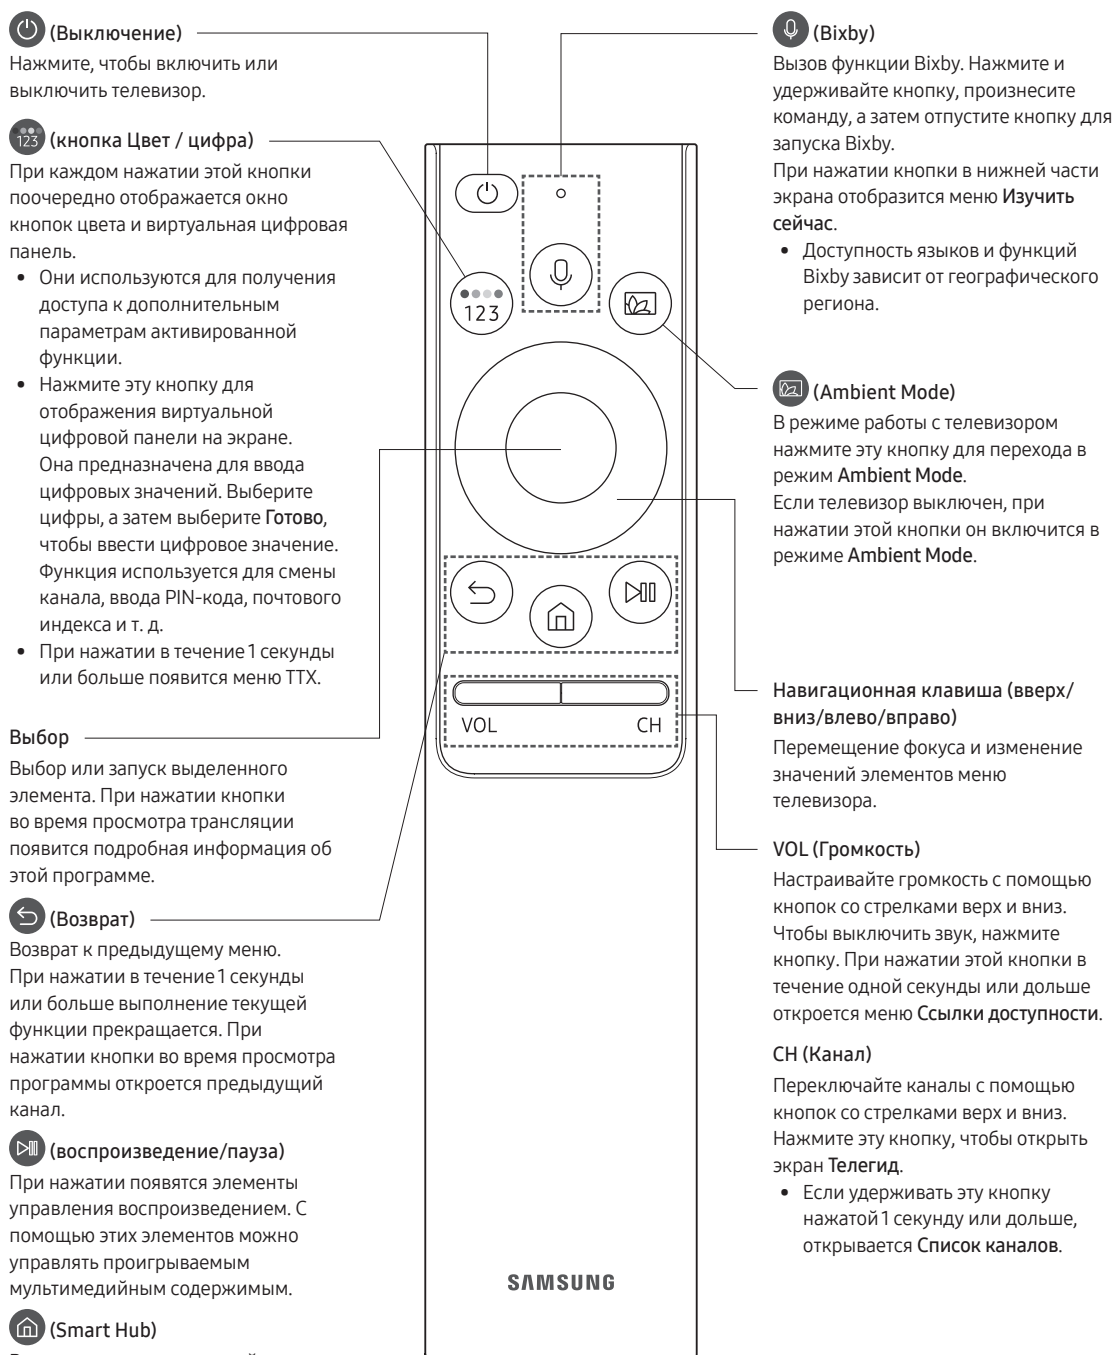 (Выключение)
Нажмите, чтобы включить или
выключить телевизор.
123 (кнопка Цвет / цифра)
При каждом нажатии этой кнопки
поочередно отображается окно
кнопок цвета и виртуальная цифровая
панель.
• Они используются для получения
доступа к дополнительным
параметрам активированной
функции.
• Нажмите эту кнопку для
отображения виртуальной
цифровой панели на экране.
Она предназначена для ввода
цифровых значений. Выберите
цифры, а затем выберите Готово,
чтобы ввести цифровое значение.
Функция используется для смены
канала, ввода PIN-кода, почтового
индекса и т. д.
• При нажатии в течение 1 секунды
или больше появится меню TTX.
Выбор
Выбор или запуск выделенного
элемента. При нажатии кнопки
во время просмотра трансляции
появится подробная информация об
этой программе.
(Возврат)
Возврат к предыдущему меню.
При нажатии в течение 1 секунды
или больше выполнение текущей
функции прекращается. При
нажатии кнопки во время просмотра
программы откроется предыдущий
канал.
(воспроизведение/пауза)
При нажатии появятся элементы
управления воспроизведением. С
помощью этих элементов можно
управлять проигрываемым
мультимедийным содержимым.
(Smart Hub)
123
VOL
CH
SAMSUNG
(Bixby)
Вызов функции Bixby. Нажмите и
удерживайте кнопку, произнесите
команду, а затем отпустите кнопку для
запуска Bixby.
При нажатии кнопки в нижней части
экрана отобразится меню Изучить
сейчас.
• Доступность языков и функций
Bixby зависит от географического
региона.
(Ambient Mode)
В режиме работы с телевизором
нажмите эту кнопку для перехода в
режим Ambient Mode.
Если телевизор выключен, при
нажатии этой кнопки он включится в
режиме Ambient Mode.
Навигационная клавиша (вверх/
вниз/влево/вправо)
Перемещение фокуса и изменение
значений элементов меню
телевизора.
VOL (Громкость)
Настраивайте громкость с помощью
кнопок со стрелками верх и вниз.
Чтобы выключить звук, нажмите
кнопку. При нажатии этой кнопки в
течение одной секунды или дольше
откроется меню Ссылки доступности.
CH (Канал)
Переключайте каналы с помощью
кнопок со стрелками верх и вниз.
Нажмите эту кнопку, чтобы открыть
экран Телегид.
• Если удерживать эту кнопку
нажатой 1 секунду или дольше,
открывается Список каналов.